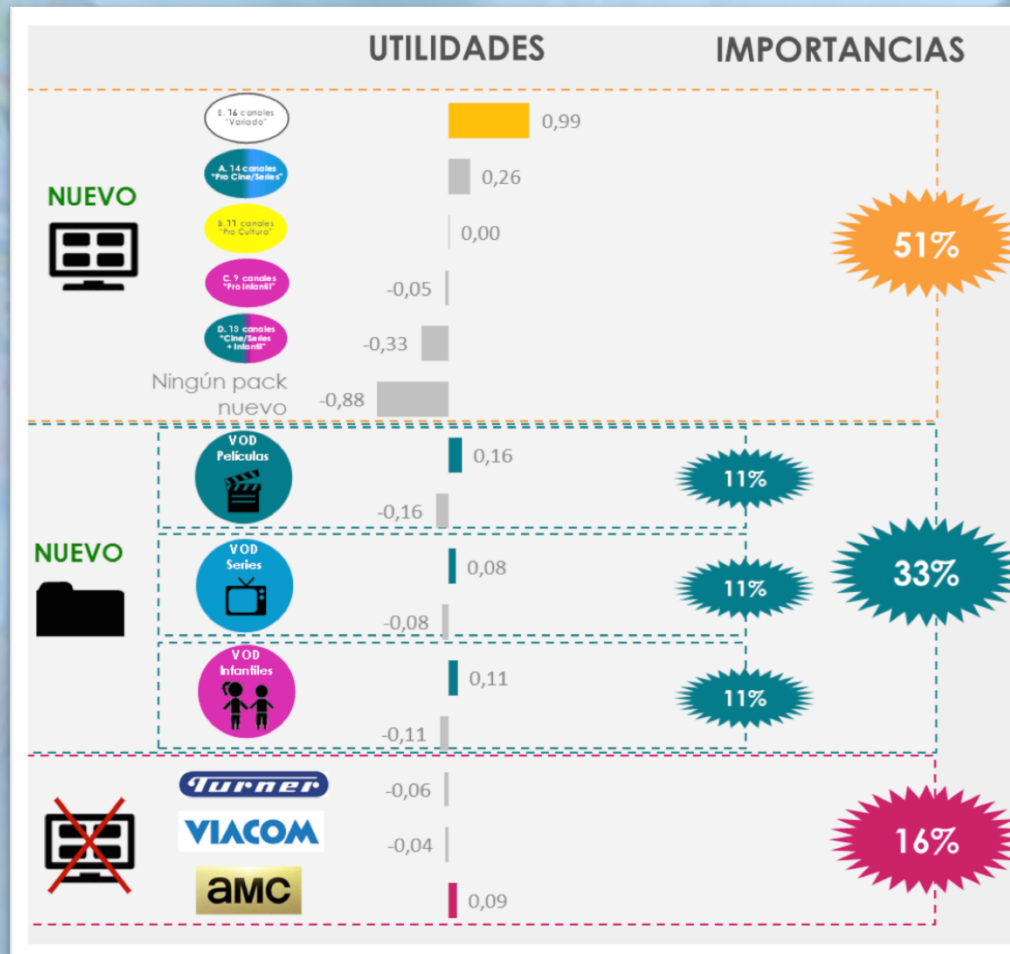 UTILIDADES
IMPORTANCIAS
NUEVO
E. 16 canales
"Variado"
0,99
A. 14 canales
"Pro Cine/Series"
0,26
B. 11 canales
"Pro Cultura"
0,00
C. 9 canales
"Pro Infantil"
-0,05
D. 13 canales
"Cine/Series
+ Infantil"
-0,33
Ningún pack
nuevo
-0,88
51%
NUEVO
VOD
Películas
0,16
-0,16
11%
VOD
Series
0,08
-0,08
11%
VOD
Infantiles
0,11
-0,11
11%
33%
Turner
-0,06
VIACOM
-0,04
aMC
0,09
16%